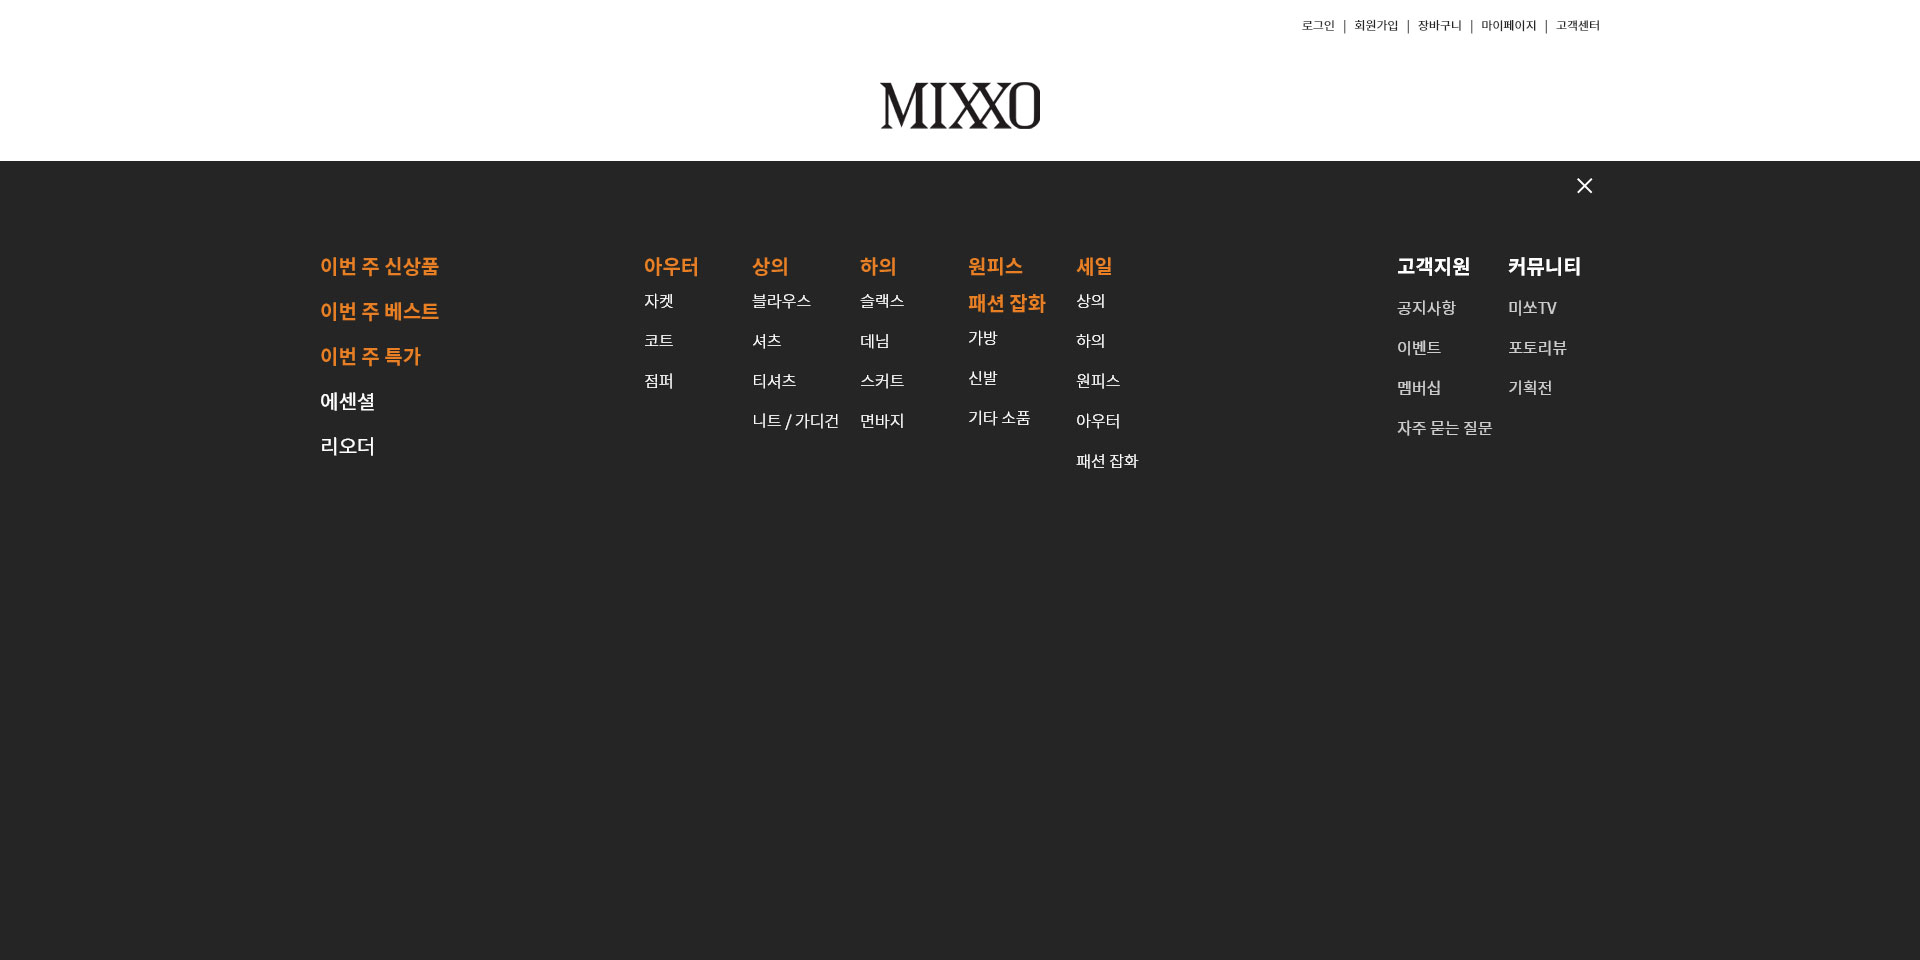 로그인 | 회원가입 | 장바구니 | 마이페이지 | 고객센터
MIXXO
이번 주 신상품
이번 주 베스트
이번 주 특가
에센셜
리오더
아우터
자켓
코트
점퍼
상의
블라우스
셔츠
티셔츠
니트 / 가디건
하의
슬랙스
데님
스커트
면바지
원피스
패션 잡화
가방
신발
기타 소품
세일
상의
하의
원피스
아우터
패션 잡화
고객지원
공지사항
이벤트
멤버십
자주 묻는 질문
커뮤니티
미쏘TV
포토리뷰
기획전